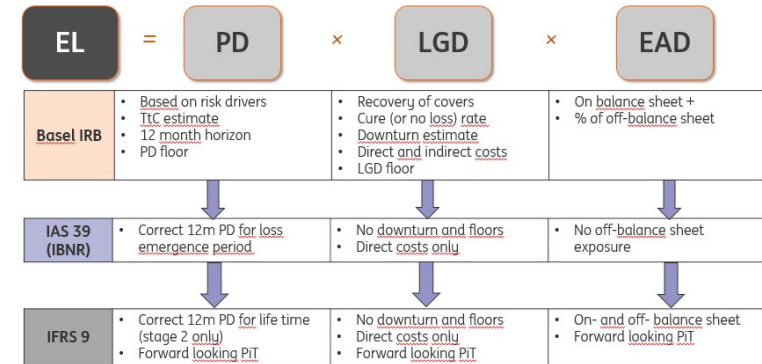 EL = PD × LGD × EAD
Basel IRB
• Based on risk drivers
• TtC estimate
• 12 month horizon
• PD floor
• Recovery of covers
• Cure (or no loss) rate
• Downturn estimate
• Direct and indirect costs
• LGD floor
• On balance sheet +
• % of off-balance sheet
IAS 39
(IBNR)
• Correct 12m PD for loss
emergence period
• No downturn and floors
• Direct costs only
• No off-balance sheet
exposure
IFRS 9
• Correct 12m PD for life time
(stage 2 only)
• Forward looking PiT
• No downturn and floors
• Direct costs only
• Forward looking PiT
• On- and off- balance sheet
• Forward looking PiT